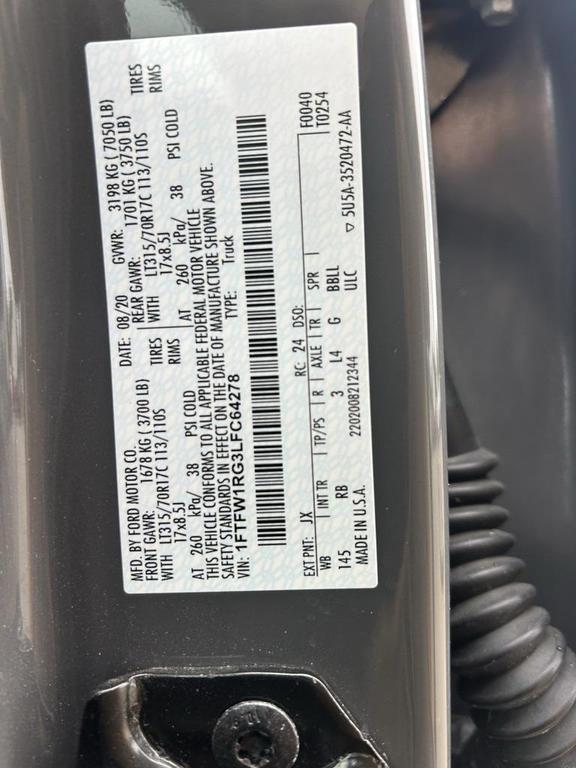 MFD. BY FORD MOTOR CO. DATE: 08/20 GVWR: 3198 KG ( 7050 LB)
FRONT GAWR: 1678 KG ( 3700 LB) REAR GAWR: 1701 KG ( 3750 LB)
WITH LT315/70R17C 113/110S TIRES WITH LT315/70R17C 113/110S TIRES
17x8.5J RIMS 17x8.5J RIMS
AT 260 kPa/ 38 PSI COLD AT 260 kPa/ 38 PSI COLD
THIS VEHICLE CONFORMS TO ALL APPLICABLE FEDERAL MOTOR VEHICLE
SAFETY STANDARDS IN EFFECT ON THE DATE OF MANUFACTURE SHOWN ABOVE.
VIN: 1FTFW1RG3LFC64278 TYPE: Truck
F0040
T0254
EXT PNT: JX RC: 24 DSO:
WB INT TR TP/PS R AXLE TR SPR
145 RB 3 L4 G BBLL
MADE IN U.S.A. 2202008212344 ULC
▽ 5U5A-3520472-AA